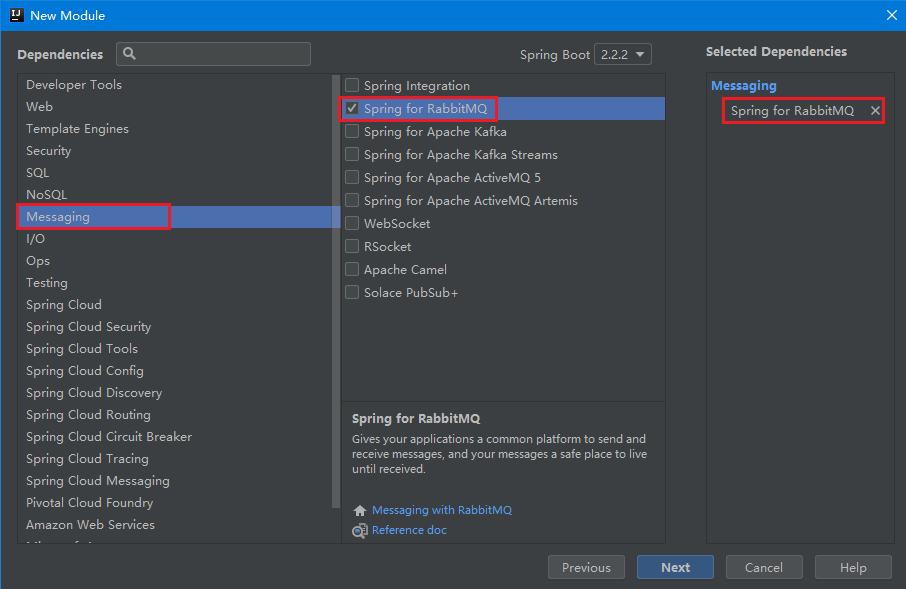 New Module
Dependencies
Spring Boot 2.2.2
Selected Dependencies
Developer Tools
Web
Template Engines
Security
SQL
NoSQL
Messaging
I/O
Ops
Testing
Spring Cloud
Spring Cloud Security
Spring Cloud Tools
Spring Cloud Config
Spring Cloud Discovery
Spring Cloud Routing
Spring Cloud Circuit Breaker
Spring Cloud Tracing
Spring Cloud Messaging
Pivotal Cloud Foundry
Amazon Web Services
Spring Integration
Spring for RabbitMQ
Spring for Apache Kafka
Spring for Apache Kafka Streams
Spring for Apache ActiveMQ 5
Spring for Apache ActiveMQ Artemis
WebSocket
RSocket
Apache Camel
Solace PubSub+
Spring for RabbitMQ
Gives your applications a common platform to send and
receive messages, and your messages a safe place to live
until received.
Messaging with RabbitMQ
Reference doc
Messaging
Spring for RabbitMQ
Previous
Next
Cancel
Help